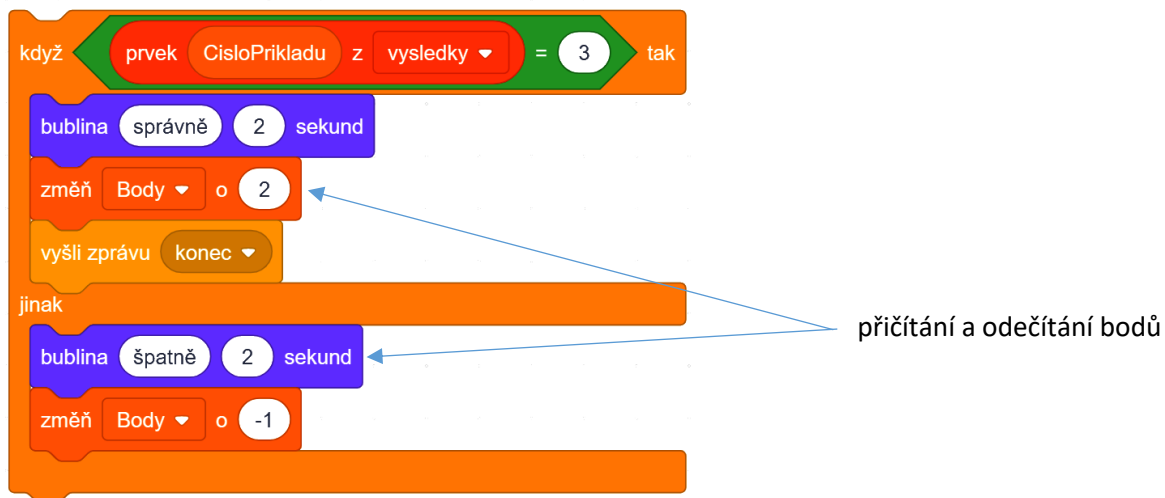 když prvek CisloPrikladu z vysledky = 3 tak
bublina správně 2 sekund
změň Body o 2
vyšli zprávu konec
jinak
přičítání a odečítání bodů
bublina špatně 2 sekund
změň Body o -1